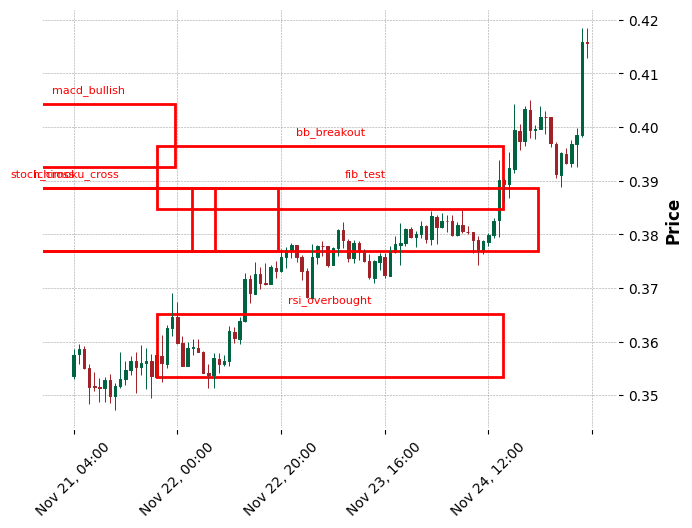 0.42
0.41
macd_bullish
0.40
bb_breakout
0.39
fib_test
0.38
Price
0.37
rsi_overbought
0.36
0.35
Nov 21, 04:00
Nov 22, 00:00
Nov 22, 20:00
Nov 23, 16:00
Nov 24, 12:00